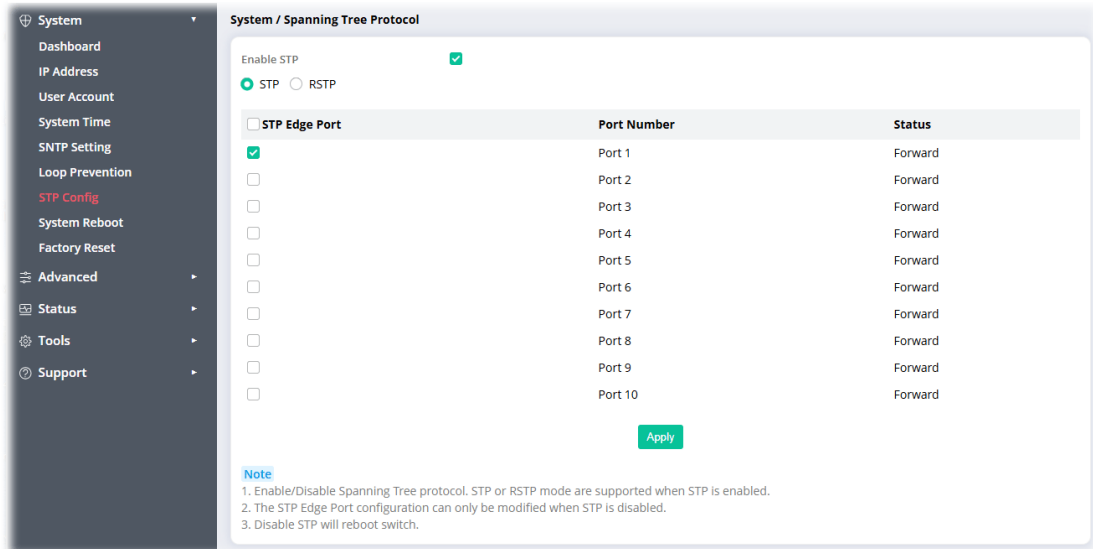 System
Dashboard
IP Address
User Account
System Time
SNTP Setting
Loop Prevention
STP Config
System Reboot
Factory Reset
Advanced
Status
Tools
Support
System / Spanning Tree Protocol
Enable STP
STP RSTP
STP Edge Port Port Number Status
Port 1 Forward
Port 2 Forward
Port 3 Forward
Port 4 Forward
Port 5 Forward
Port 6 Forward
Port 7 Forward
Port 8 Forward
Port 9 Forward
Port 10 Forward
Apply
Note
1. Enable/Disable Spanning Tree protocol. STP or RSTP mode are supported when STP is enabled.
2. The STP Edge Port configuration can only be modified when STP is disabled.
3. Disable STP will reboot switch.